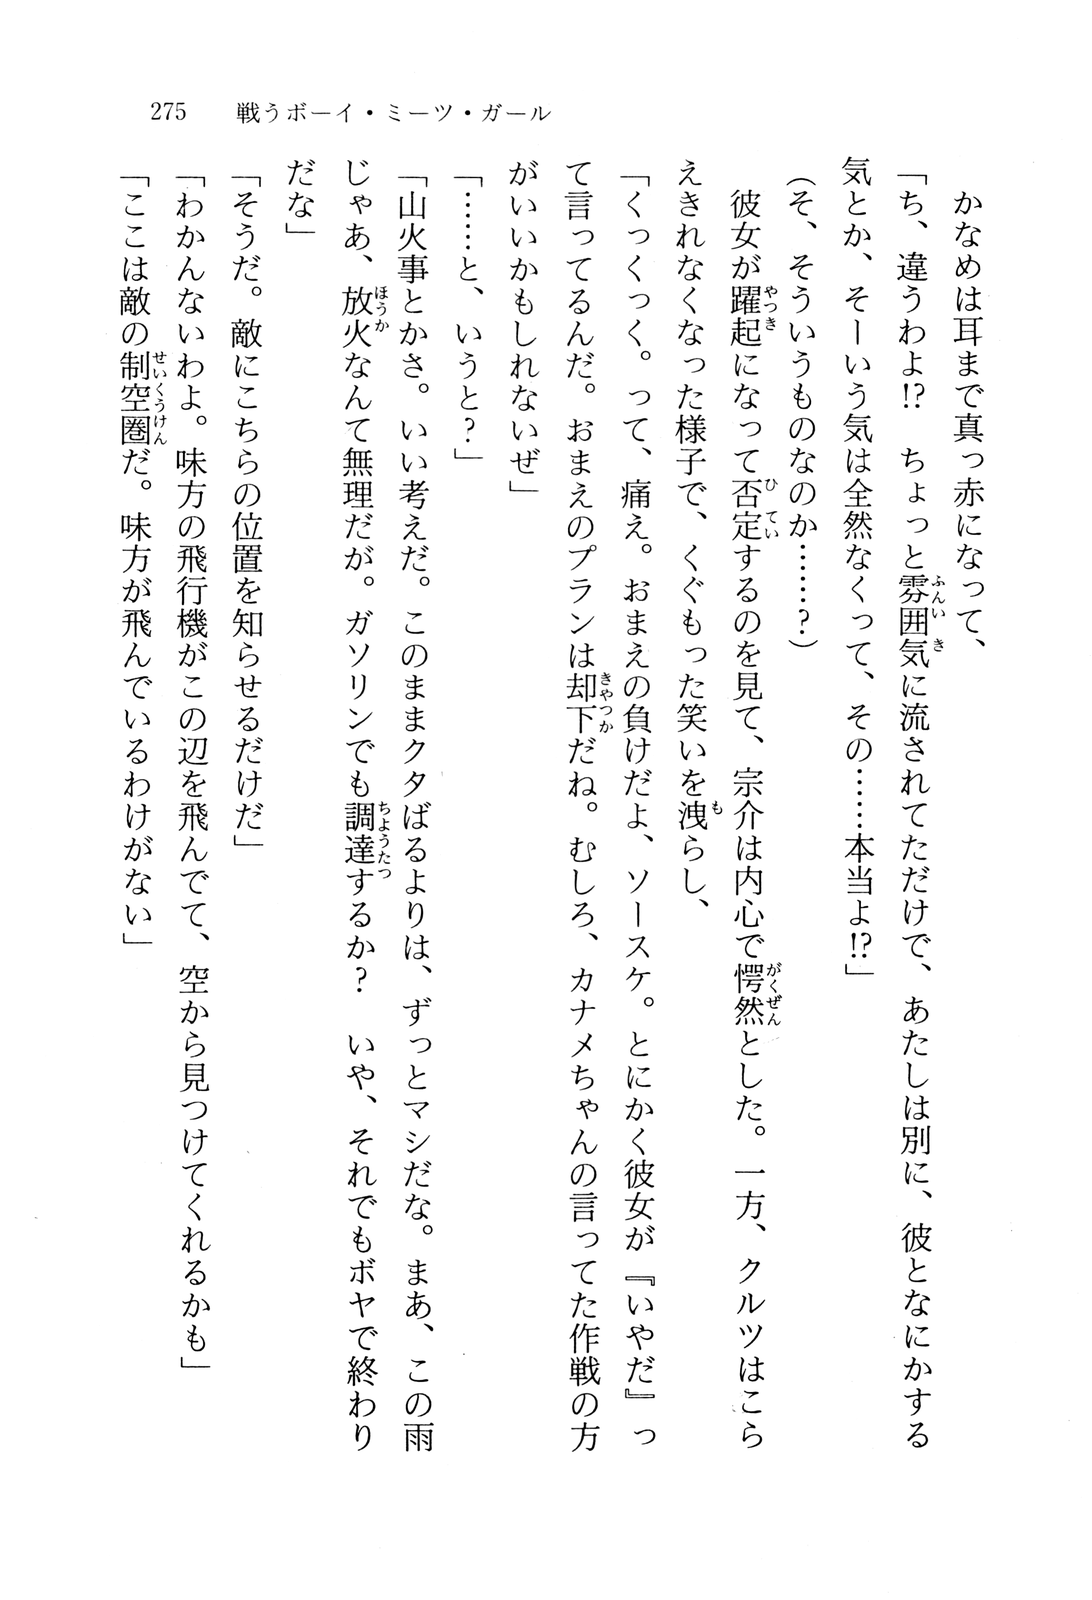 275 戦うボーイ・ミーツ・ガール
　かなめは耳まで真っ赤になって、
「ち、違うわよ!?　ちょっと雰囲気に流されてただけで、あたしは別に、彼となにかする
気とか、そーいう気は全然なくって、その……本当よ!?」
（そ、そういうものなのか……？）
　彼女が躍起になって否定するのを見て、宗介は内心で愕然とした。一方、クルツはこら
えきれなくなった様子で、くぐもった笑いを洩らし、
「くっくっく。って、痛え。おまえの負けだよ、ソースケ。とにかく彼女が『いやだ』っ
て言ってるんだ。おまえのプランは却下だね。むしろ、カナメちゃんの言ってた作戦の方
がいいかもしれないぜ」
「……と、いうと？」
「山火事とかさ。いい考えだ。このままクタばるよりは、ずっとマシだな。まあ、この雨
じゃあ、放火なんて無理だが。ガソリンでも調達するか？　いや、それでもボヤで終わり
だな」
「そうだ。敵にこちらの位置を知らせるだけだ」
「わかんないわよ。味方の飛行機がこの辺を飛んでて、空から見つけてくれるかも」
「ここは敵の制空圏だ。味方が飛んでいるわけがない」